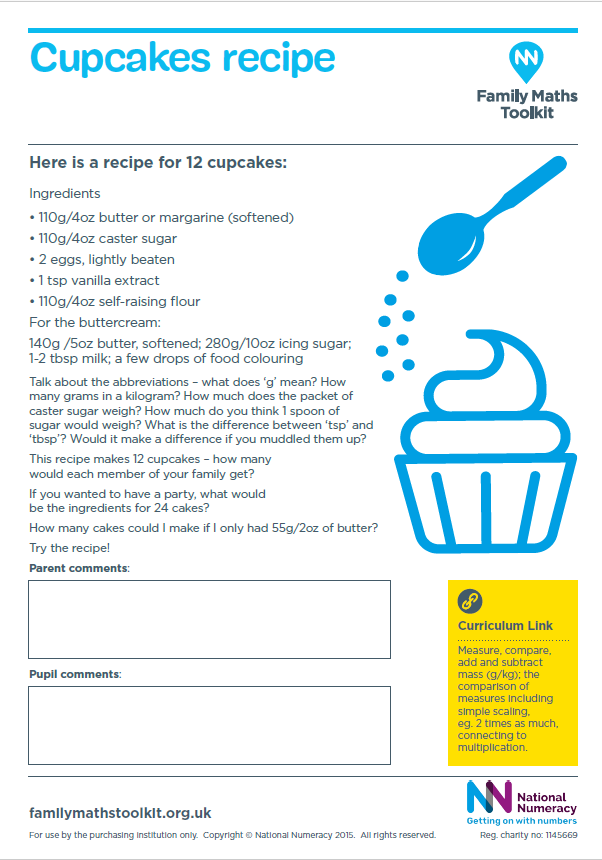 Cupcakes recipe
NN
Family Maths
Toolkit
Here is a recipe for 12 cupcakes:
Ingredients
• 110g/4oz butter or margarine (softened)
• 110g/4oz caster sugar
• 2 eggs, lightly beaten
• 1 tsp vanilla extract
• 110g/4oz self-raising flour
For the buttercream:
140g /5oz butter, softened; 280g/10oz icing sugar;
1-2 tbsp milk; a few drops of food colouring
Talk about the abbreviations – what does ‘g’ mean? How
many grams in a kilogram? How much does the packet of
caster sugar weigh? How much do you think 1 spoon of
sugar would weigh? What is the difference between ‘tsp’ and
‘tbsp’? Would it make a difference if you muddled them up?
This recipe makes 12 cupcakes – how many
would each member of your family get?
If you wanted to have a party, what would
be the ingredients for 24 cakes?
How many cakes could I make if I only had 55g/2oz of butter?
Try the recipe!
Parent comments:
Pupil comments:
Curriculum Link
Measure, compare,
add and subtract
mass (g/kg); the
comparison of
measures including
simple scaling,
eg. 2 times as much,
connecting to
multiplication.
NN National
Numeracy
Getting on with numbers
familymathstoolkit.org.uk
For use by the purchasing institution only. Copyright © National Numeracy 2015. All rights reserved.
Reg. charity no: 1145669